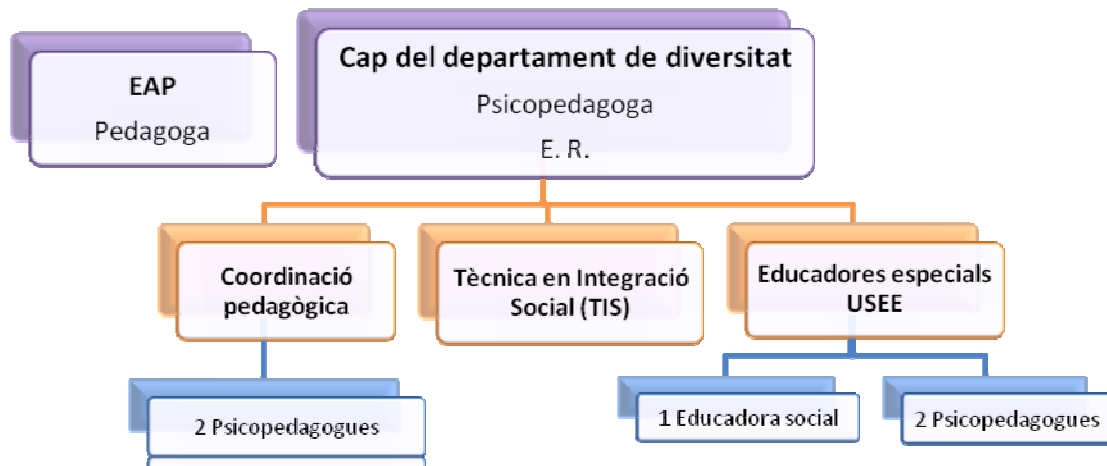 EAP
Pedagoga
Cap del departament de diversitat
Psicopedagoga
E. R.
Coordinació
pedagògica
Tècnica en Integració
Social (TIS)
Educadores especials
USEE
2 Psicopedagogues
1 Educadora social
2 Psicopedagogues